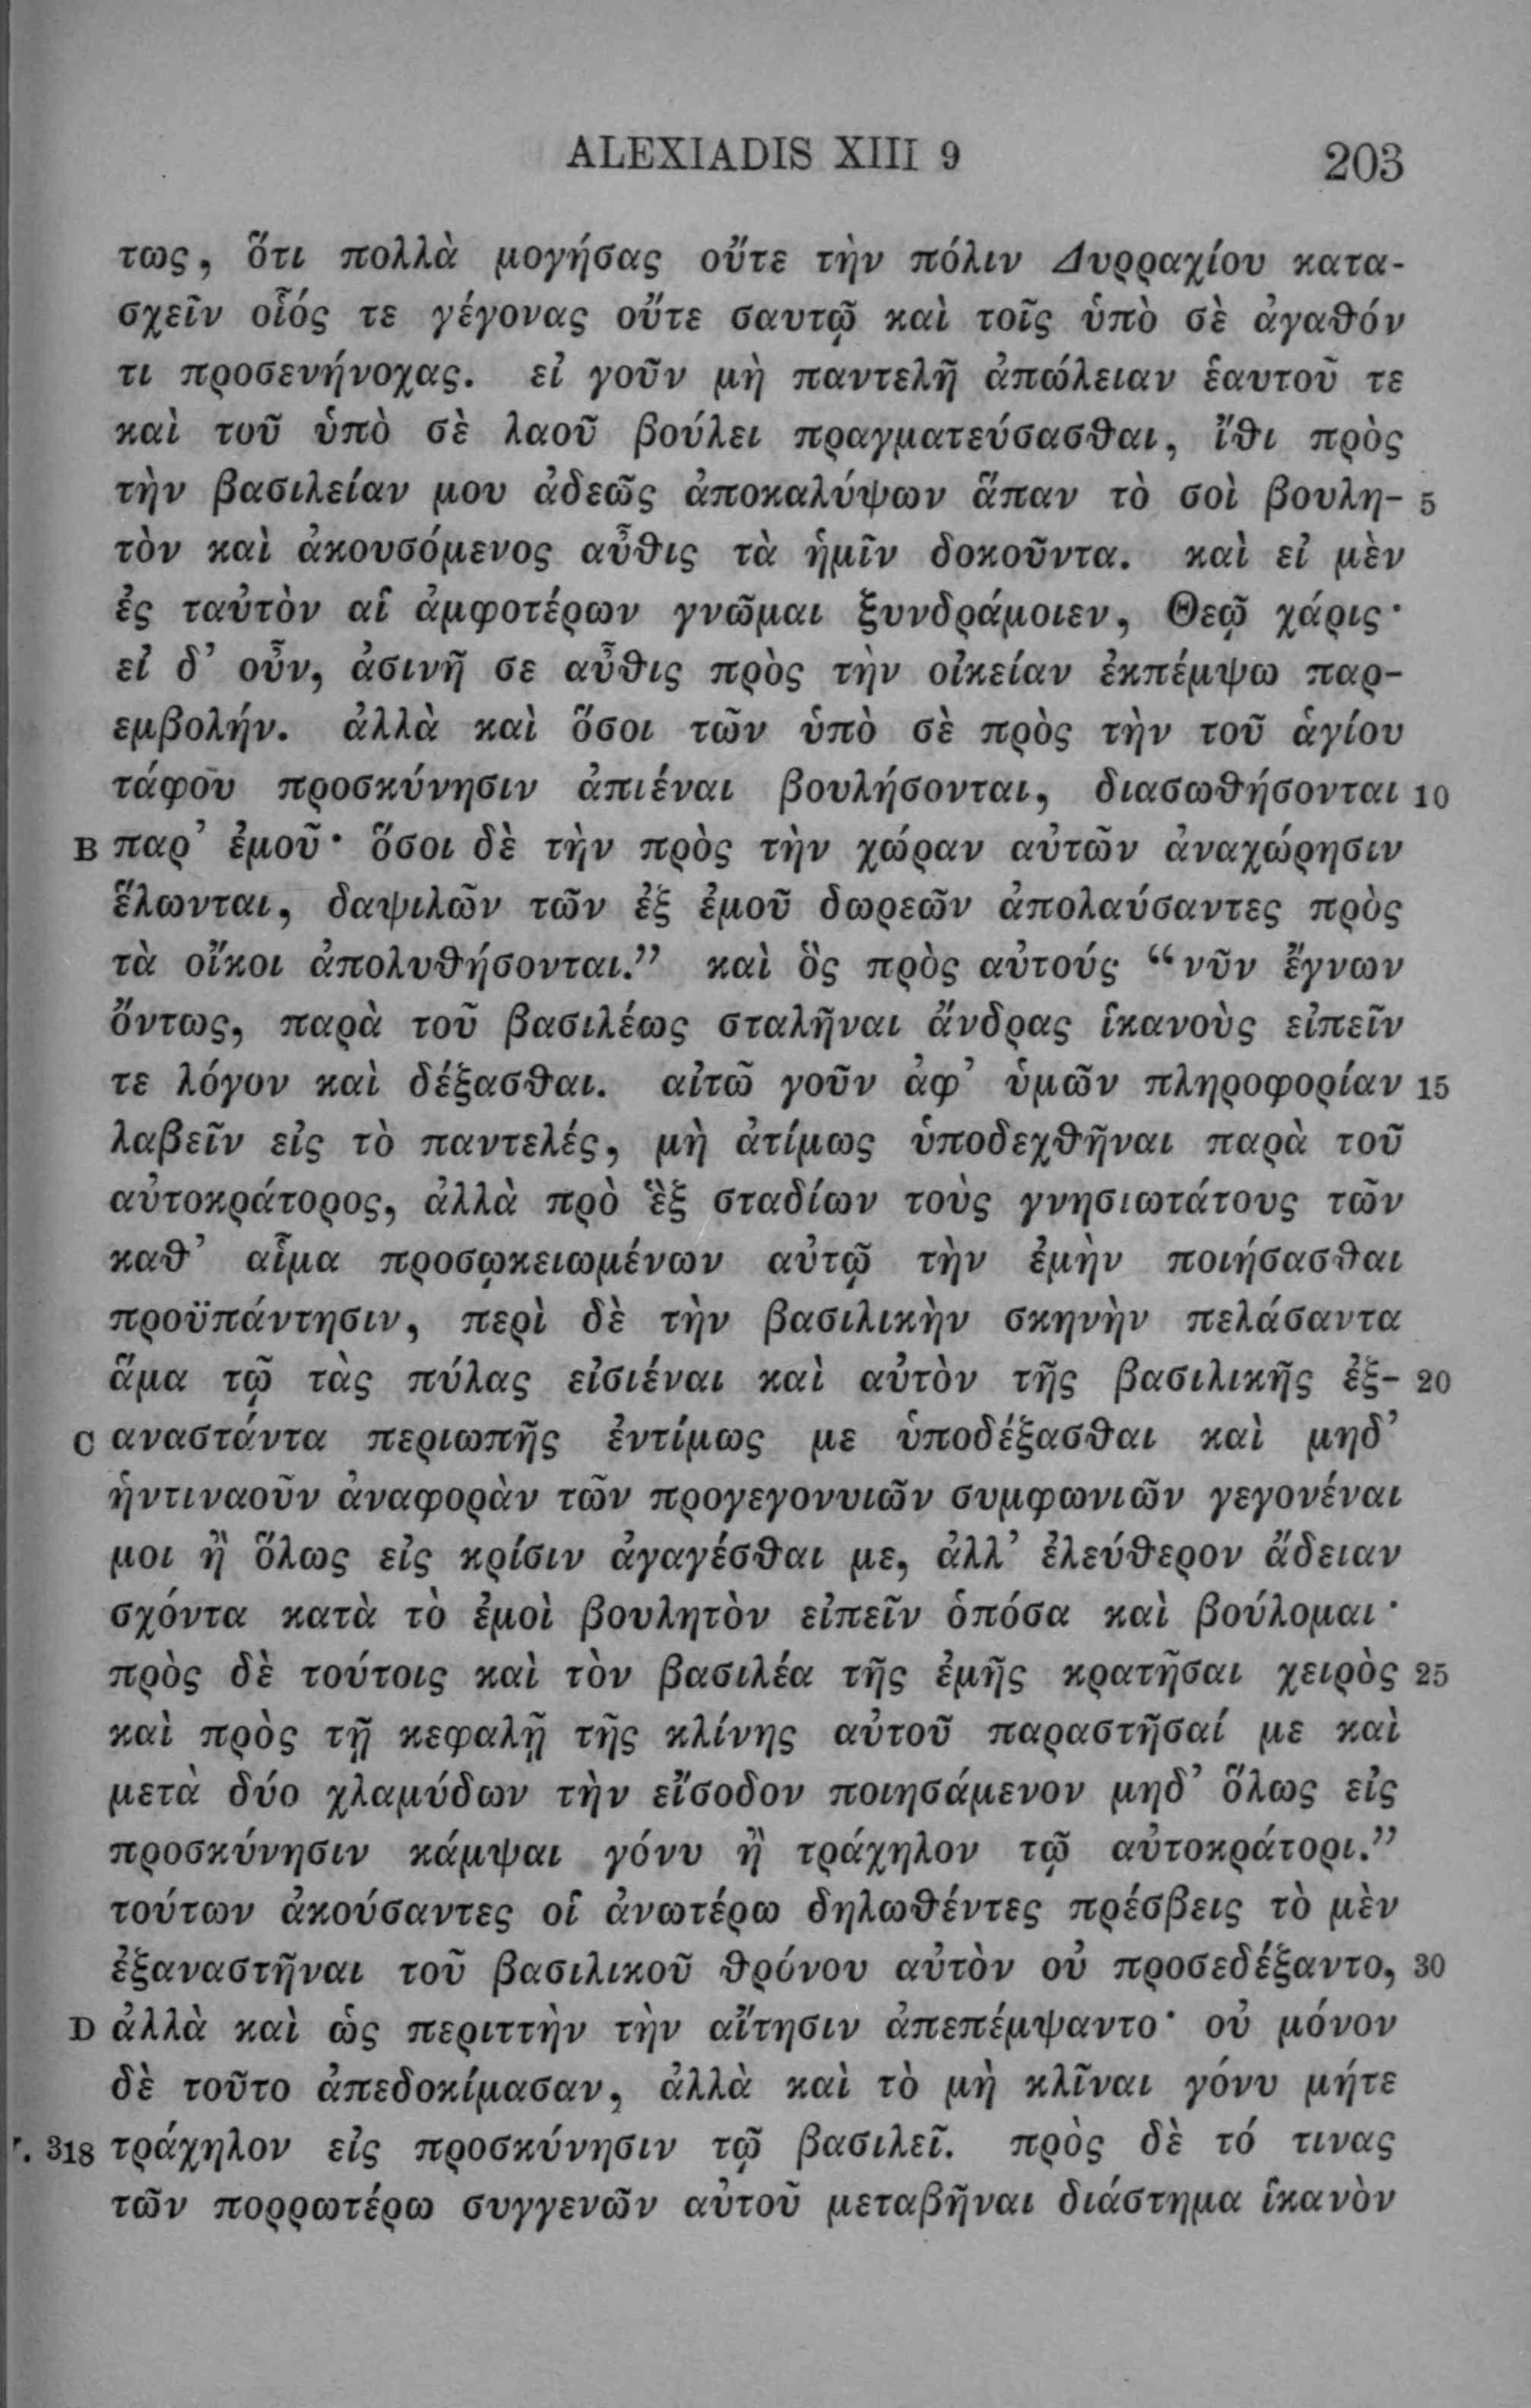 ALEXIADIS XIII 9 203
τως, ὅτι πολλὰ μογήσας οὔτε τὴν πόλιν Δυρραχίου κατα-
σχεῖν οἷός τε γέγονας οὔτε σαυτῷ καὶ τοῖς ὑπὸ σὲ ἀγαθόν
τι προσενήνοχας. εἰ γοῦν μὴ παντελῆ ἀπώλειαν ἑαυτοῦ τε
καὶ τοῦ ὑπὸ σὲ λαοῦ βούλει πραγματεύσασθαι, ἴθι πρὸς
τὴν βασιλείαν μου ἀδεῶς ἀποκαλύψων ἅπαν τὸ σοὶ βουλη- 5
τὸν καὶ ἀκουσόμενος αὖθις τὰ ἡμῖν δοκοῦντα. καὶ εἰ μὲν
ἐς ταὐτὸν αἱ ἀμφοτέρων γνῶμαι ξυνδράμοιεν, Θεῷ χάρις·
εἰ δ’ οὖν, ἀσινῆ σε αὖθις πρὸς τὴν οἰκείαν ἐκπέμψω παρ-
εμβολήν. ἀλλὰ καὶ ὅσοι τῶν ὑπὸ σὲ πρὸς τὴν τοῦ ἁγίου
τάφου προσκύνησιν ἀπιέναι βουλήσονται, διασωθήσονται 10
B παρ’ ἐμοῦ· ὅσοι δὲ τὴν πρὸς τὴν χώραν αὐτῶν ἀναχώρησιν
ἕλωνται, δαψιλῶν τῶν ἐξ ἐμοῦ δωρεῶν ἀπολαύσαντες πρὸς
τὰ οἴκοι ἀπολυθήσονται.” καὶ ὃς πρὸς αὐτούς “νῦν ἔγνων
ὄντως, παρὰ τοῦ βασιλέως σταλῆναι ἄνδρας ἱκανοὺς εἰπεῖν
τε λόγον καὶ δέξασθαι. αἰτῶ γοῦν ἀφ’ ὑμῶν πληροφορίαν 15
λαβεῖν εἰς τὸ παντελές, μὴ ἀτίμως ὑποδεχθῆναι παρὰ τοῦ
αὐτοκράτορος, ἀλλὰ πρὸ ἓξ σταδίων τοὺς γνησιωτάτους τῶν
καθ’ αἷμα προσῳκειωμένων αὐτῷ τὴν ἐμὴν ποιήσασθαι
προϋπάντησιν, περὶ δὲ τὴν βασιλικὴν σκηνὴν πελάσαντα
ἅμα τῷ τὰς πύλας εἰσιέναι καὶ αὐτὸν τῆς βασιλικῆς ἐξ- 20
C αναστάντα περιωπῆς ἐντίμως με ὑποδέξασθαι καὶ μηδ’
ἡντιναοῦν ἀναφορὰν τῶν προγεγονυιῶν συμφωνιῶν γεγονέναι
μοι ἢ ὅλως εἰς κρίσιν ἀγαγέσθαι με, ἀλλ’ ἐλεύθερον ἄδειαν
σχόντα κατὰ τὸ ἐμοὶ βουλητὸν εἰπεῖν ὁπόσα καὶ βούλομαι·
πρὸς δὲ τούτοις καὶ τὸν βασιλέα τῆς ἐμῆς κρατῆσαι χειρὸς 25
καὶ πρὸς τῇ κεφαλῇ τῆς κλίνης αὐτοῦ παραστῆσαί με καὶ
μετὰ δύο χλαμύδων τὴν εἴσοδον ποιησάμενον μηδ’ ὅλως εἰς
προσκύνησιν κάμψαι γόνυ ἢ τράχηλον τῷ αὐτοκράτορι.”
τούτων ἀκούσαντες οἱ ἀνωτέρω δηλωθέντες πρέσβεις τὸ μὲν
ἐξαναστῆναι τοῦ βασιλικοῦ θρόνου αὐτὸν οὐ προσεδέξαντο, 30
D ἀλλὰ καὶ ὡς περιττὴν τὴν αἴτησιν ἀπεπέμψαντο· οὐ μόνον
δὲ τοῦτο ἀπεδοκίμασαν, ἀλλὰ καὶ τὸ μὴ κλῖναι γόνυ μήτε
318 τράχηλον εἰς προσκύνησιν τῷ βασιλεῖ. πρὸς δὲ τό τινας
τῶν πορρωτέρω συγγενῶν αὐτοῦ μεταβῆναι διάστημα ἱκανὸν